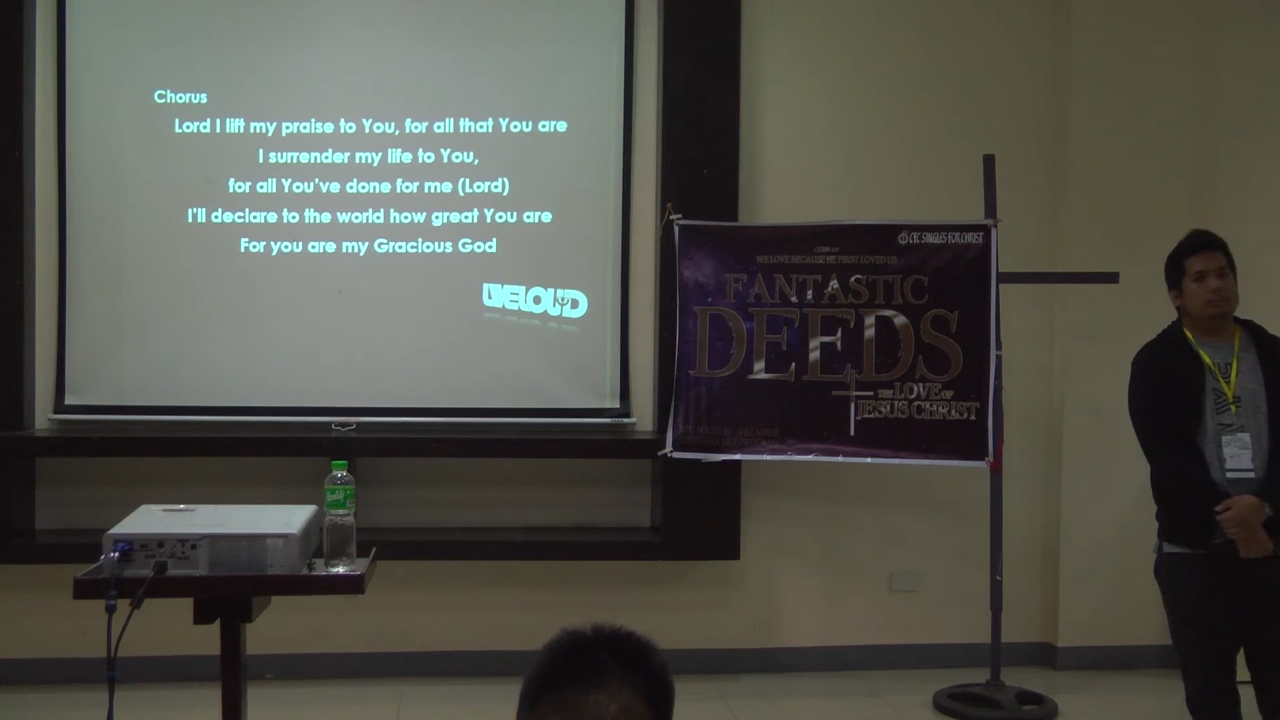 Chorus
Lord I lift my praise to You, for all that You are
I surrender my life to You,
for all You've done for me (Lord)
I'll declare to the world how great You are
For you are my Gracious God
LIVELOUD
CFC SINGLES FOR CHRIST
WE LOVE BECAUSE HE FIRST LOVED US
FANTASTIC
DEEDS
THE LOVE OF
JESUS CHRIST